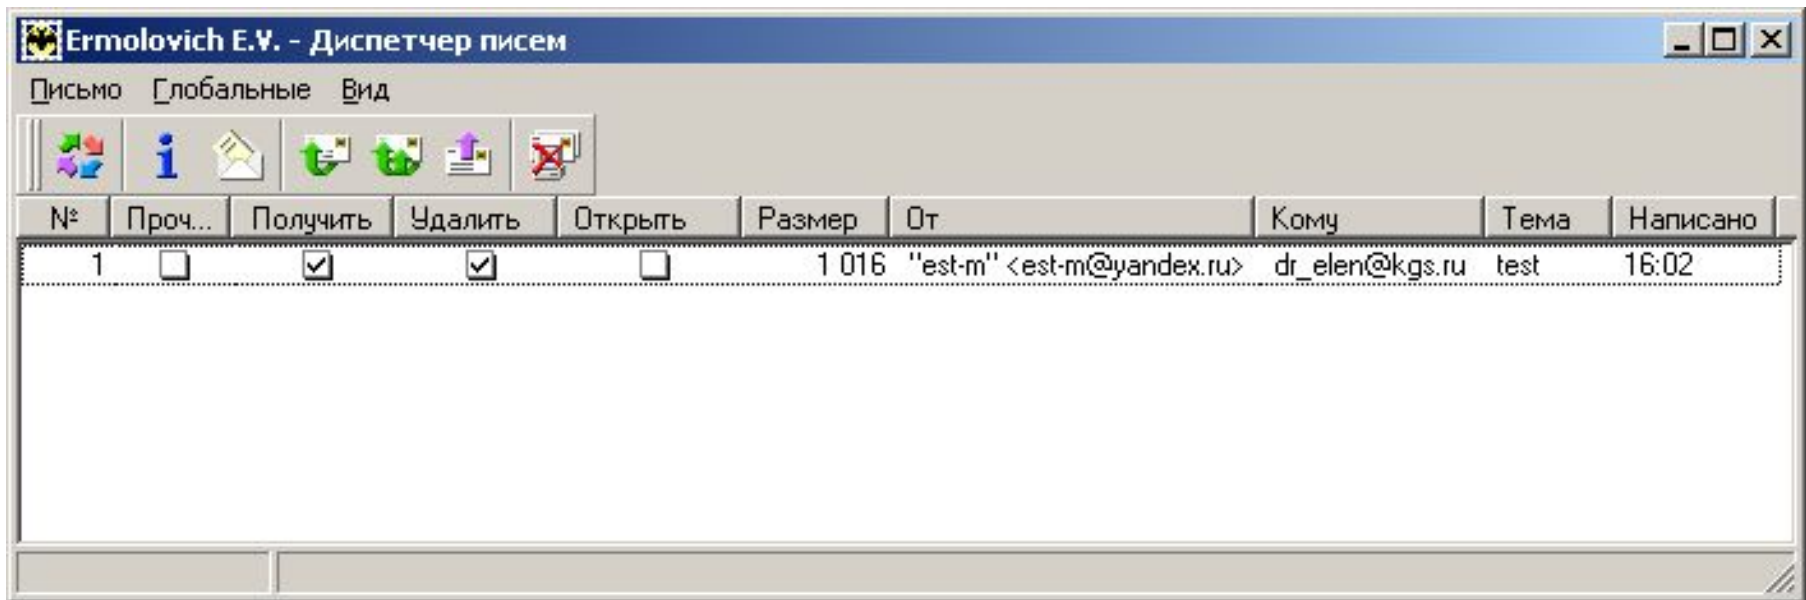 Ermolovich E.V. - Диспетчер писем
Письмо Глобальные Вид
№ Проч... Получить Удалить Открыть Размер От Кому Тема Написано
1 1 016 "est-m" <est-m@yandex.ru> dr_elen@kgs.ru test 16:02